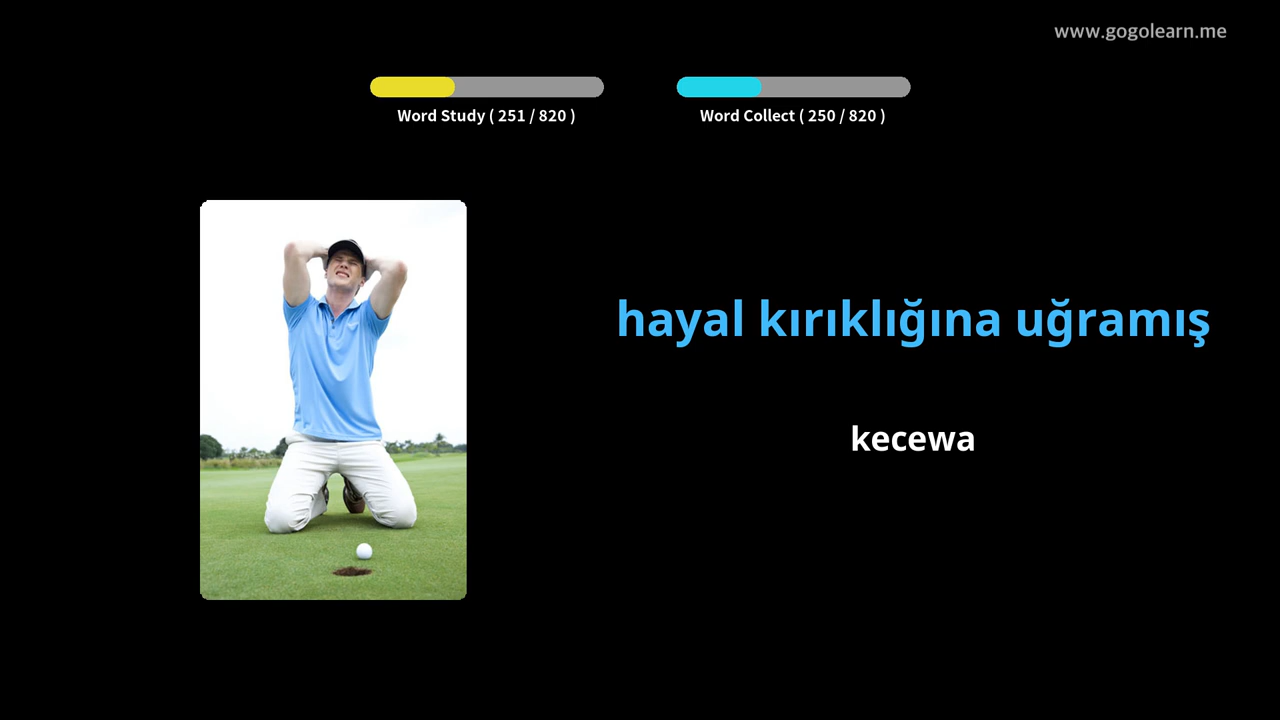 www.gogolearn.me
Word Study ( 251 / 820 )
Word Collect ( 250 / 820 )
hayal kırıklığına uğramış
kecewa